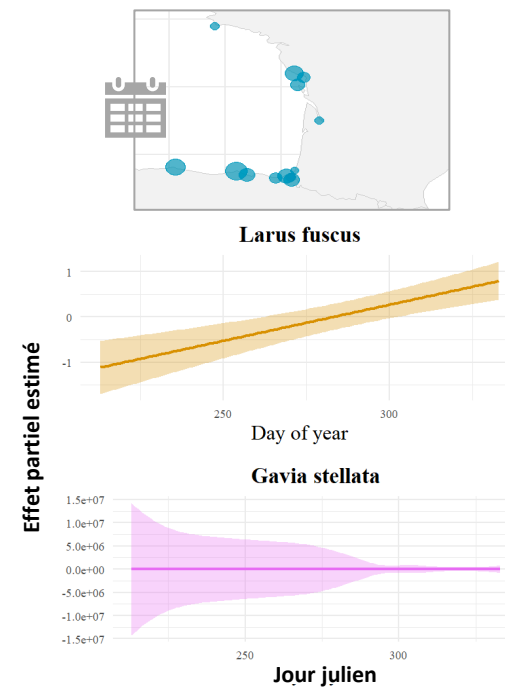 Larus fuscus
1
0
-1
250
300
Day of year
Effet partiel estimé
Gavia stellata
1.5e+07
1.0e+07
5.0e+06
0.0e+00
-5.0e+06
-1.0e+07
-1.5e+07
250
300
Jour julien